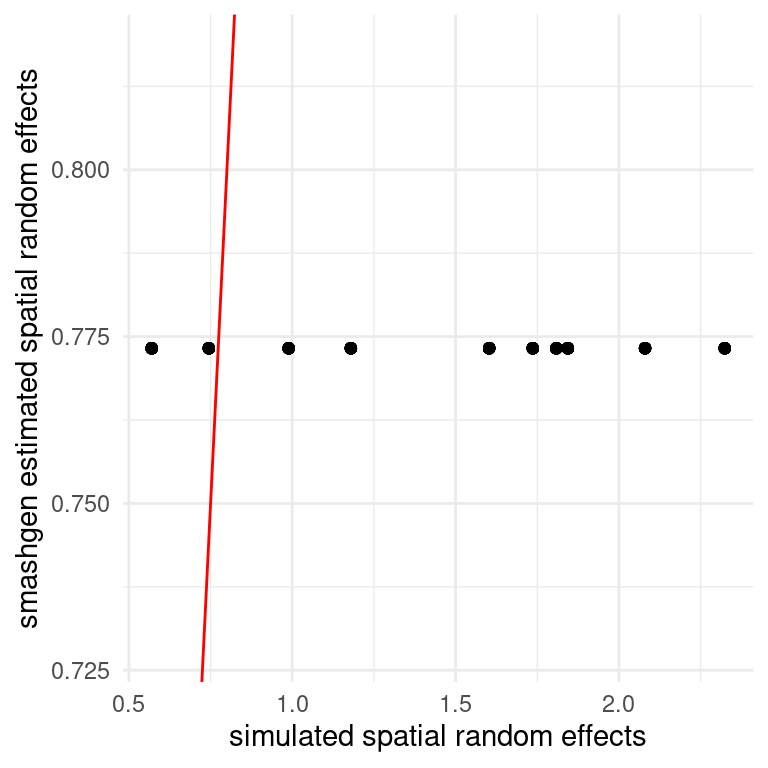 smashgen estimated spatial random effects
0.800
0.775
0.750
0.725
0.5 1.0 1.5 2.0
simulated spatial random effects